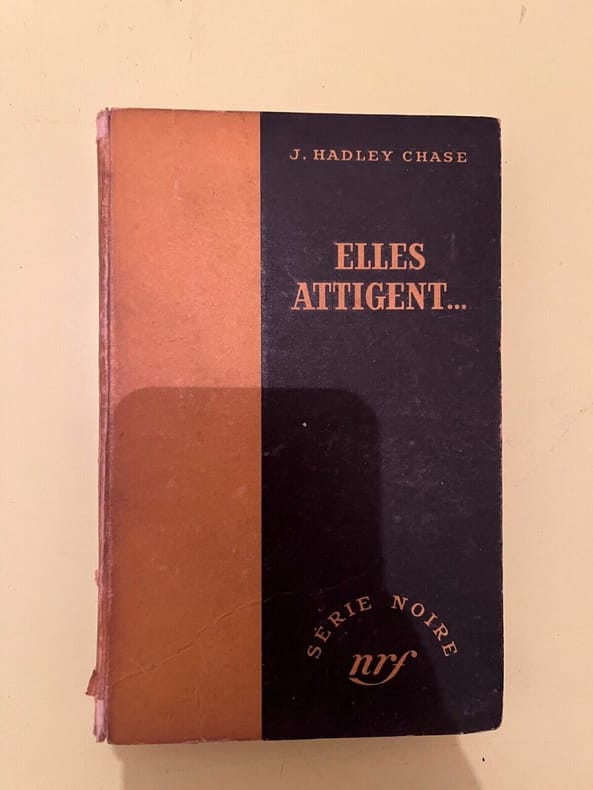 J. HADLEY CHASE
ELLES
ATTIGENT...
SÉRIE NOIRE
nrf